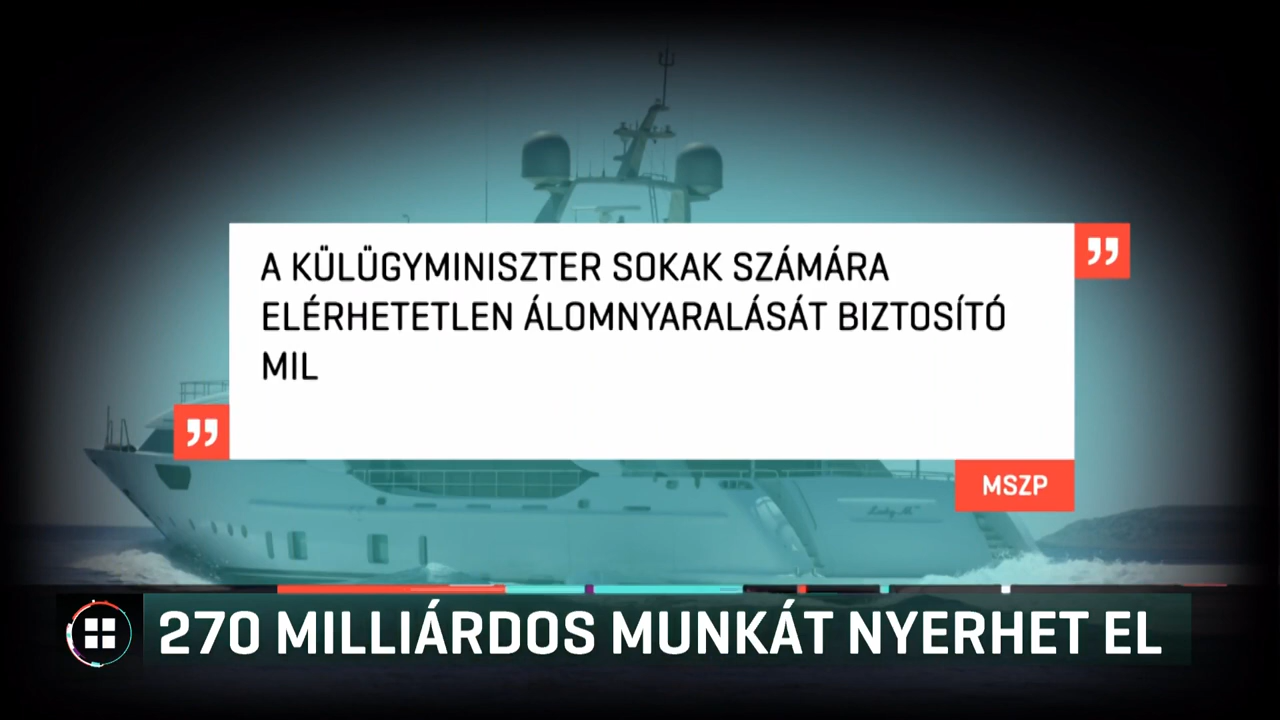 A KÜLÜGYMINISZTER SOKAK SZÁMÁRA
ELÉRHETETLEN ÁLOMNYARALÁSÁT BIZTOSÍTÓ
MIL
MSZP
270 MILLIÁRDOS MUNKÁT NYERHET EL